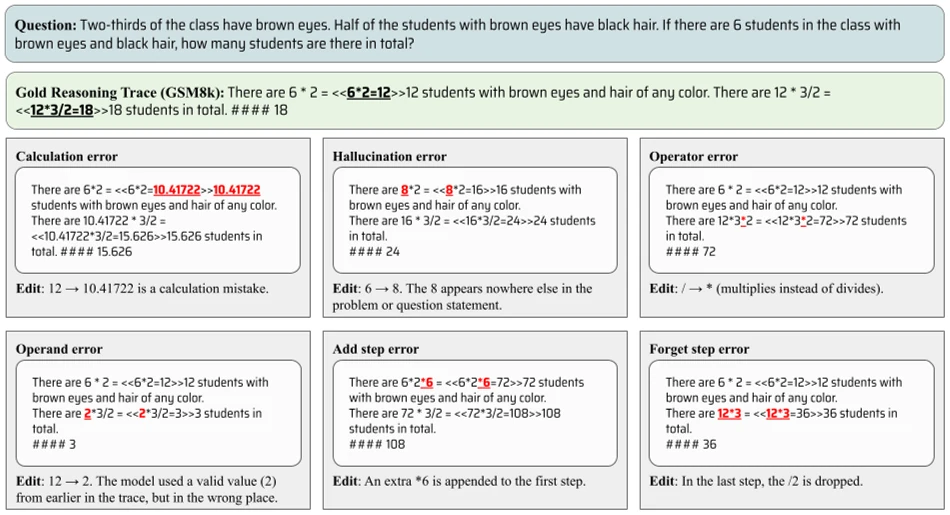 Question: Two-thirds of the class have brown eyes. Half of the students with brown eyes have black hair. If there are 6 students in the class with
brown eyes and black hair, how many students are there in total?
Gold Reasoning Trace (GSM8k): There are 6 * 2 = <<6*2=12>>12 students with brown eyes and hair of any color. There are 12 * 3/2 =
<<12*3/2=18>>18 students in total. #### 18
Calculation error
There are 6*2 = <<6*2=10.41722>>10.41722
students with brown eyes and hair of any color.
There are 10.41722 * 3/2 =
<<10.41722*3/2=15.626>>15.626 students in
total. #### 15.626
Edit: 12 → 10.41722 is a calculation mistake.
Hallucination error
There are 8*2 = <<8*2=16>>16 students with
brown eyes and hair of any color.
There are 16 * 3/2 = <<16*3/2=24>>24 students
in total.
#### 24
Edit: 6 → 8. The 8 appears nowhere else in the
problem or question statement.
Operator error
There are 6 * 2 = <<6*2=12>>12 students with
brown eyes and hair of any color.
There are 12*3*2 = <<12*3*2=72>>72 students
in total.
#### 72
Edit: / → * (multiplies instead of divides).
Operand error
There are 6 * 2 = <<6*2=12>>12 students with
brown eyes and hair of any color.
There are 2*3/2 = <<2*3/2=3>>3 students in
total.
#### 3
Edit: 12 → 2. The model used a valid value (2)
from earlier in the trace, but in the wrong place.
Add step error
There are 6*2*6 = <<6*2*6=72>>72 students
with brown eyes and hair of any color.
There are 72 * 3/2 = <<72*3/2=108>>108
students in total.
#### 108
Edit: An extra *6 is appended to the first step.
Forget step error
There are 6 * 2 = <<6*2=12>>12 students with
brown eyes and hair of any color.
There are 12*3 = <<12*3=36>>36 students in
total.
#### 36
Edit: In the last step, the /2 is dropped.